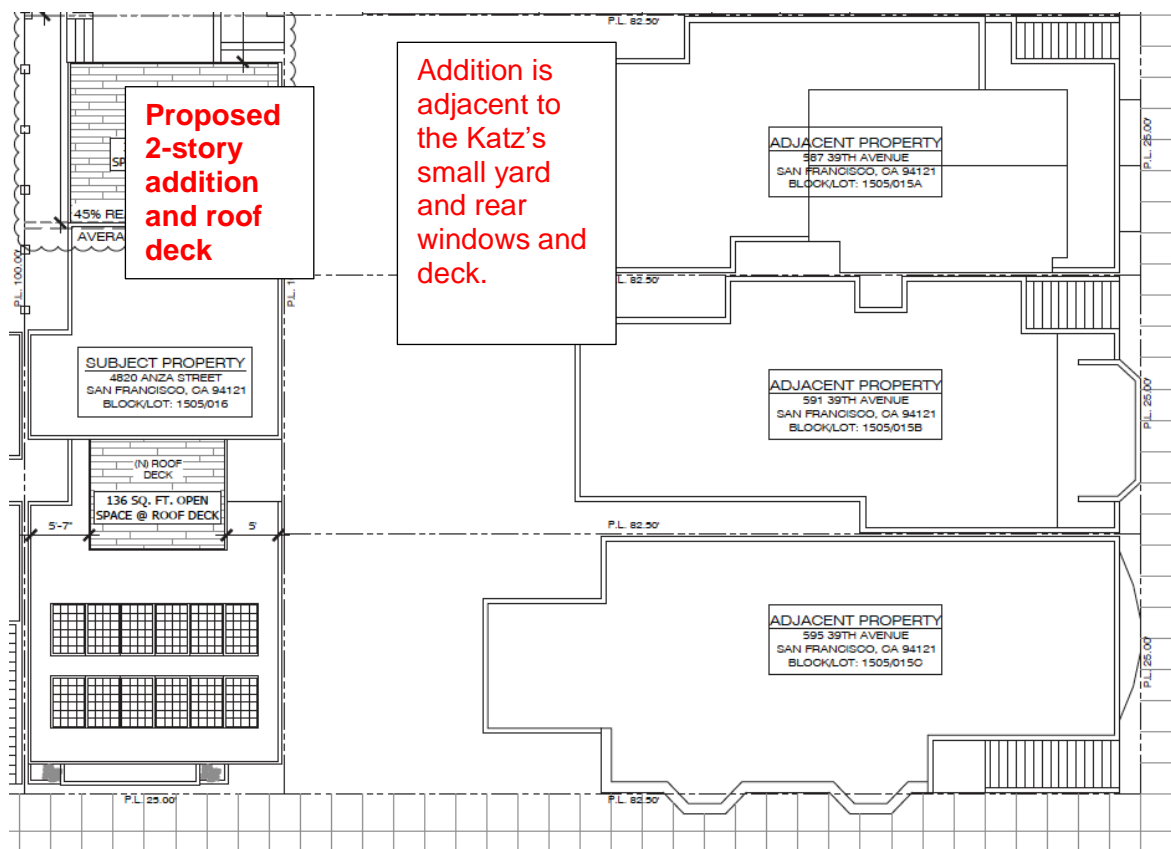 P.L. 82.50'
Proposed
2-story
addition
and roof
deck
SP
45% RE
AVERA
Addition is
adjacent to
the Katz's
small yard
and rear
windows and
deck.
ADJACENT PROPERTY
587 39TH AVENUE
SAN FRANCISCO, CA 94121
BLOCK/LOT: 1505/015A
P.L. 25.00'
P.L. 100.00'
P.L. 1
P.L. 82.50'
SUBJECT PROPERTY
4820 ANZA STREET
SAN FRANCISCO, CA 94121
BLOCK/LOT: 1505/016
ADJACENT PROPERTY
591 39TH AVENUE
SAN FRANCISCO, CA 94121
BLOCK/LOT: 1505/015B
P.L. 25.00'
(N) ROOF
DECK
136 SQ. FT. OPEN
SPACE @ ROOF DECK
5'-7"
5'
P.L. 82.50'
ADJACENT PROPERTY
595 39TH AVENUE
SAN FRANCISCO, CA 94121
BLOCK/LOT: 1505/015C
P.L. 25.00'
P.L. 25.00'
P.L. 82.50'